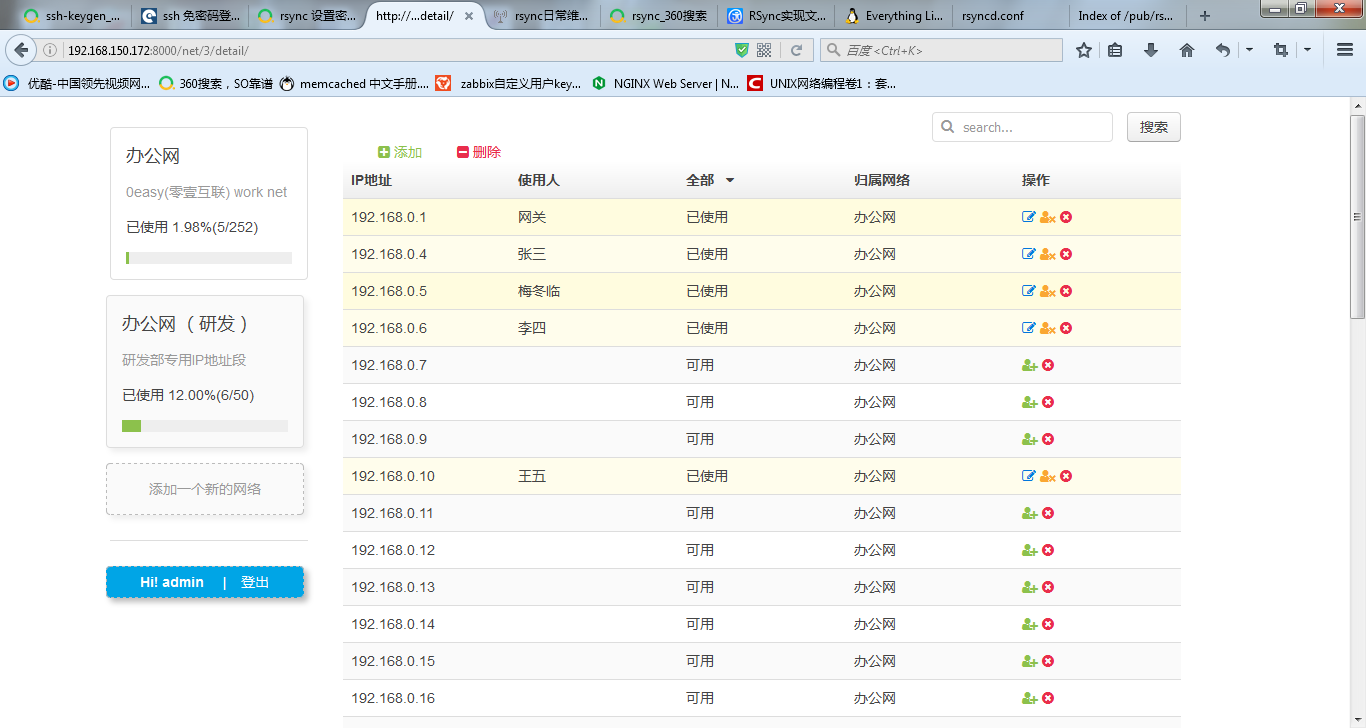 ssh-keygen_... ssh 免密码登... rsync 设置密... http://...detail/ rsync日常维... rsync_360搜索 RSync实现文... Everything Li... rsyncd.conf Index of /pub/rs...
192.168.150.172:8000/net/3/detail/ 百度 <Ctrl+K>
优酷-中国领先视频网... 360搜索，SO靠谱 memcached 中文手册.... zabbix自定义用户key... NGINX Web Server | N... UNIX网络编程卷1：套...
search... 搜索
办公网
0easy(零壹互联) work net
已使用 1.98%(5/252)
办公网 （ 研发 ）
研发部专用IP地址段
已使用 12.00%(6/50)
添加一个新的网络
Hi! admin | 登出
添加 删除
IP地址 使用人 全部 归属网络 操作
192.168.0.1 网关 已使用 办公网
192.168.0.4 张三 已使用 办公网
192.168.0.5 梅冬临 已使用 办公网
192.168.0.6 李四 已使用 办公网
192.168.0.7 可用 办公网
192.168.0.8 可用 办公网
192.168.0.9 可用 办公网
192.168.0.10 王五 已使用 办公网
192.168.0.11 可用 办公网
192.168.0.12 可用 办公网
192.168.0.13 可用 办公网
192.168.0.14 可用 办公网
192.168.0.15 可用 办公网
192.168.0.16 可用 办公网